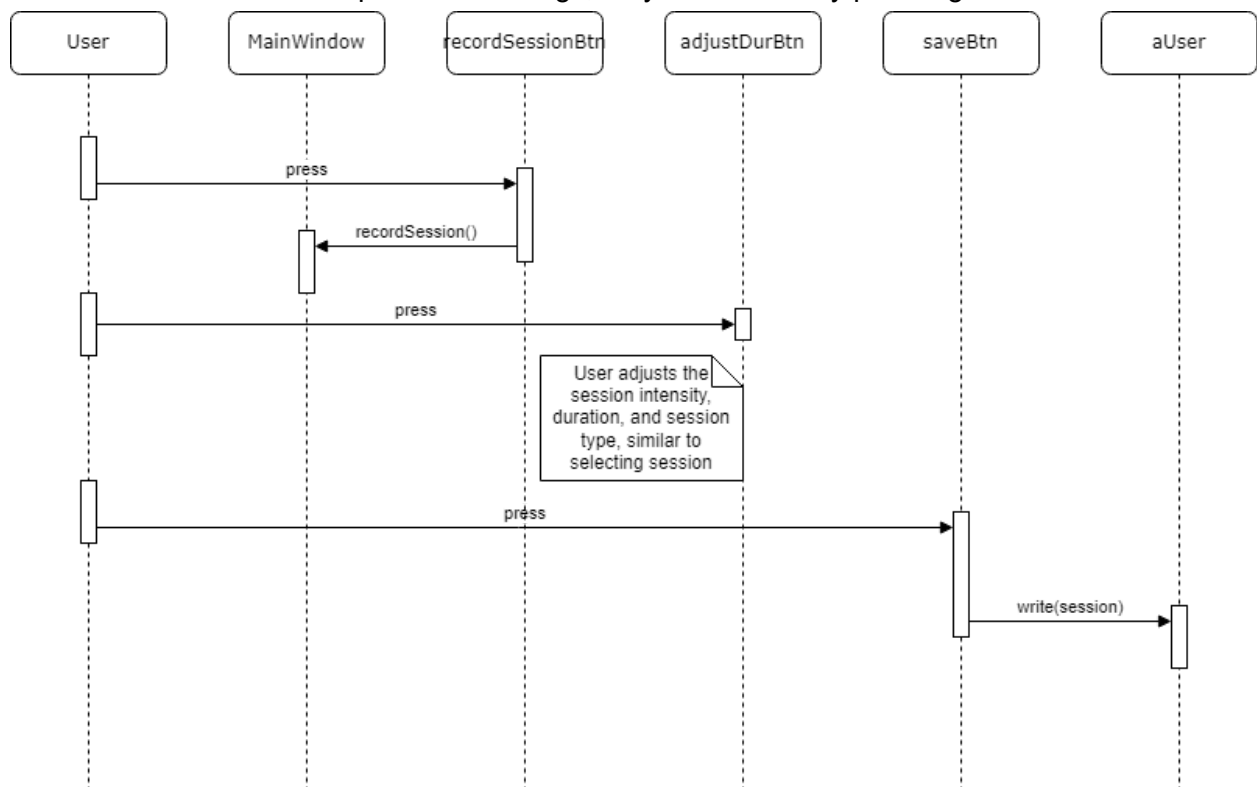 User
MainWindow
recordSessionBtn
adjustDurBtn
saveBtn
aUser
press
recordSession()
press
User adjusts the
session intensity,
duration, and session
type, similar to
selecting session
press
write(session)